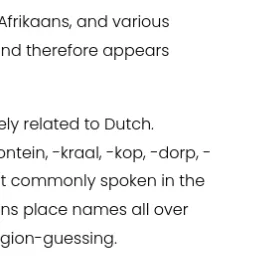 Afrikaans, and various
nd therefore appears
ely related to Dutch.
ontein, -kraal, -kop, -dorp, -
t commonly spoken in the
ns place names all over
gion-guessing.